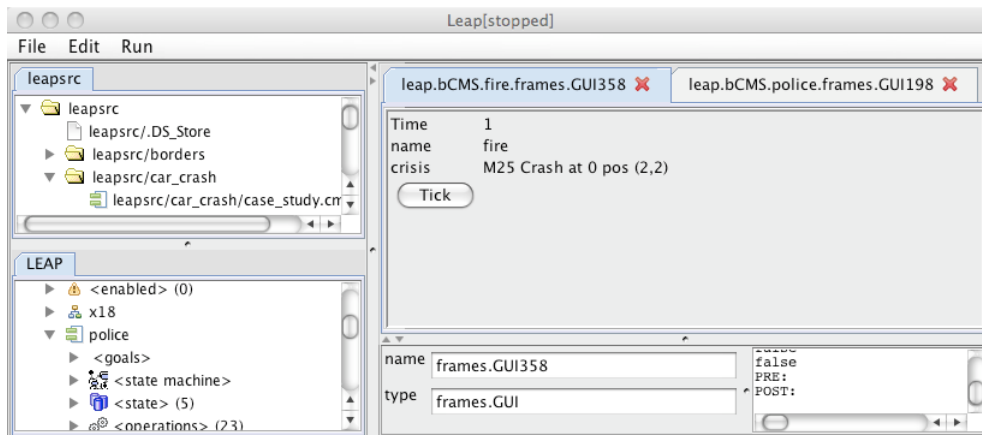 Leap[stopped]
File Edit Run
leapsrc
leapsrc
leapsrc/.DS_Store
leapsrc/borders
leapsrc/car_crash
leapsrc/car_crash/case_study.cm
LEAP
<enabled> (0)
x18
police
<goals>
<state machine>
<state> (5)
<operations> (23)
leap.bCMS.fire.frames.GUI358 leap.bCMS.police.frames.GUI198
Time 1
name fire
crisis M25 Crash at 0 pos (2,2)
Tick
name frames.GUI358
type frames.GUI
false
false
PRE:
POST: